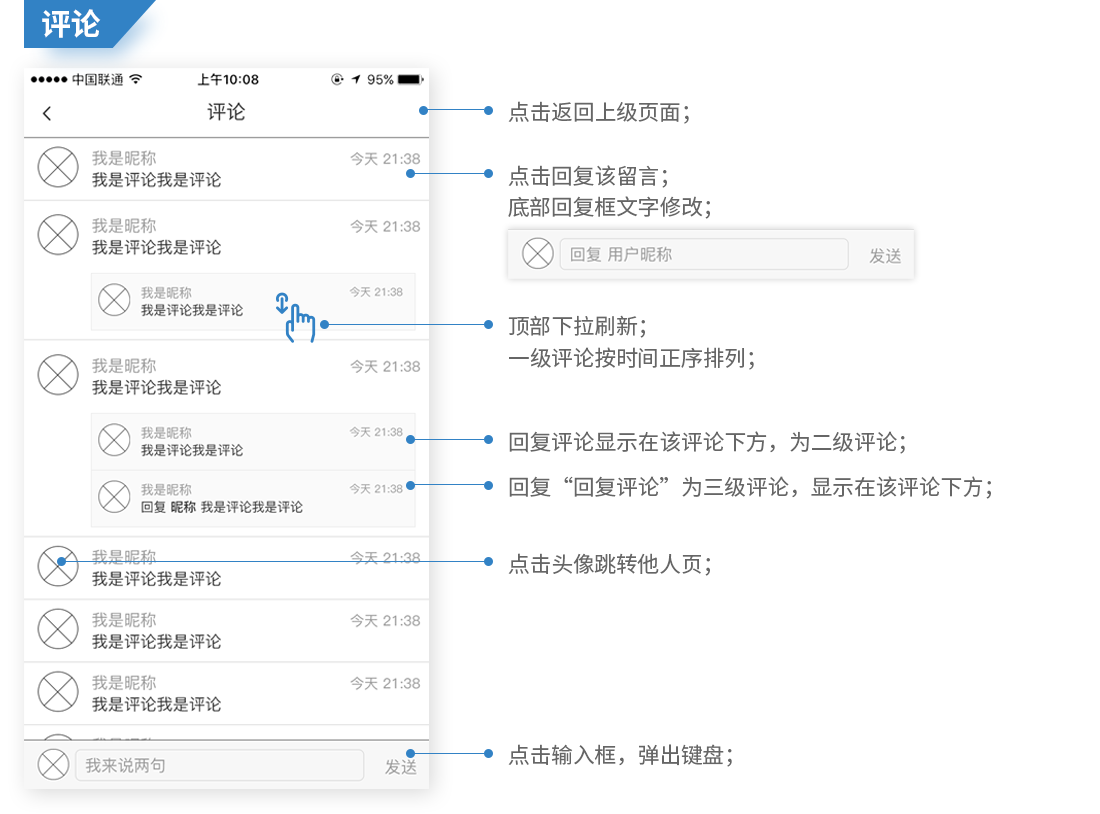 评论
中国联通 上午10:08 95%
评论
点击返回上级页面；
我是昵称 今天 21:38
我是评论我是评论
点击回复该留言；
底部回复框文字修改；
回复 用户昵称 发送
我是昵称 今天 21:38
我是评论我是评论
我是昵称 今天 21:38
我是评论我是评论
顶部下拉刷新；
一级评论按时间正序排列；
我是昵称 今天 21:38
我是评论我是评论
我是昵称 今天 21:38
我是评论我是评论
回复评论显示在该评论下方，为二级评论；
我是昵称 今天 21:38
回复 昵称 我是评论我是评论
回复“回复评论”为三级评论，显示在该评论下方；
我是昵称 今天 21:38
我是评论我是评论
点击头像跳转他人页；
我是昵称 今天 21:38
我是评论我是评论
我是昵称 今天 21:38
我是评论我是评论
我来说两句 发送
点击输入框，弹出键盘；